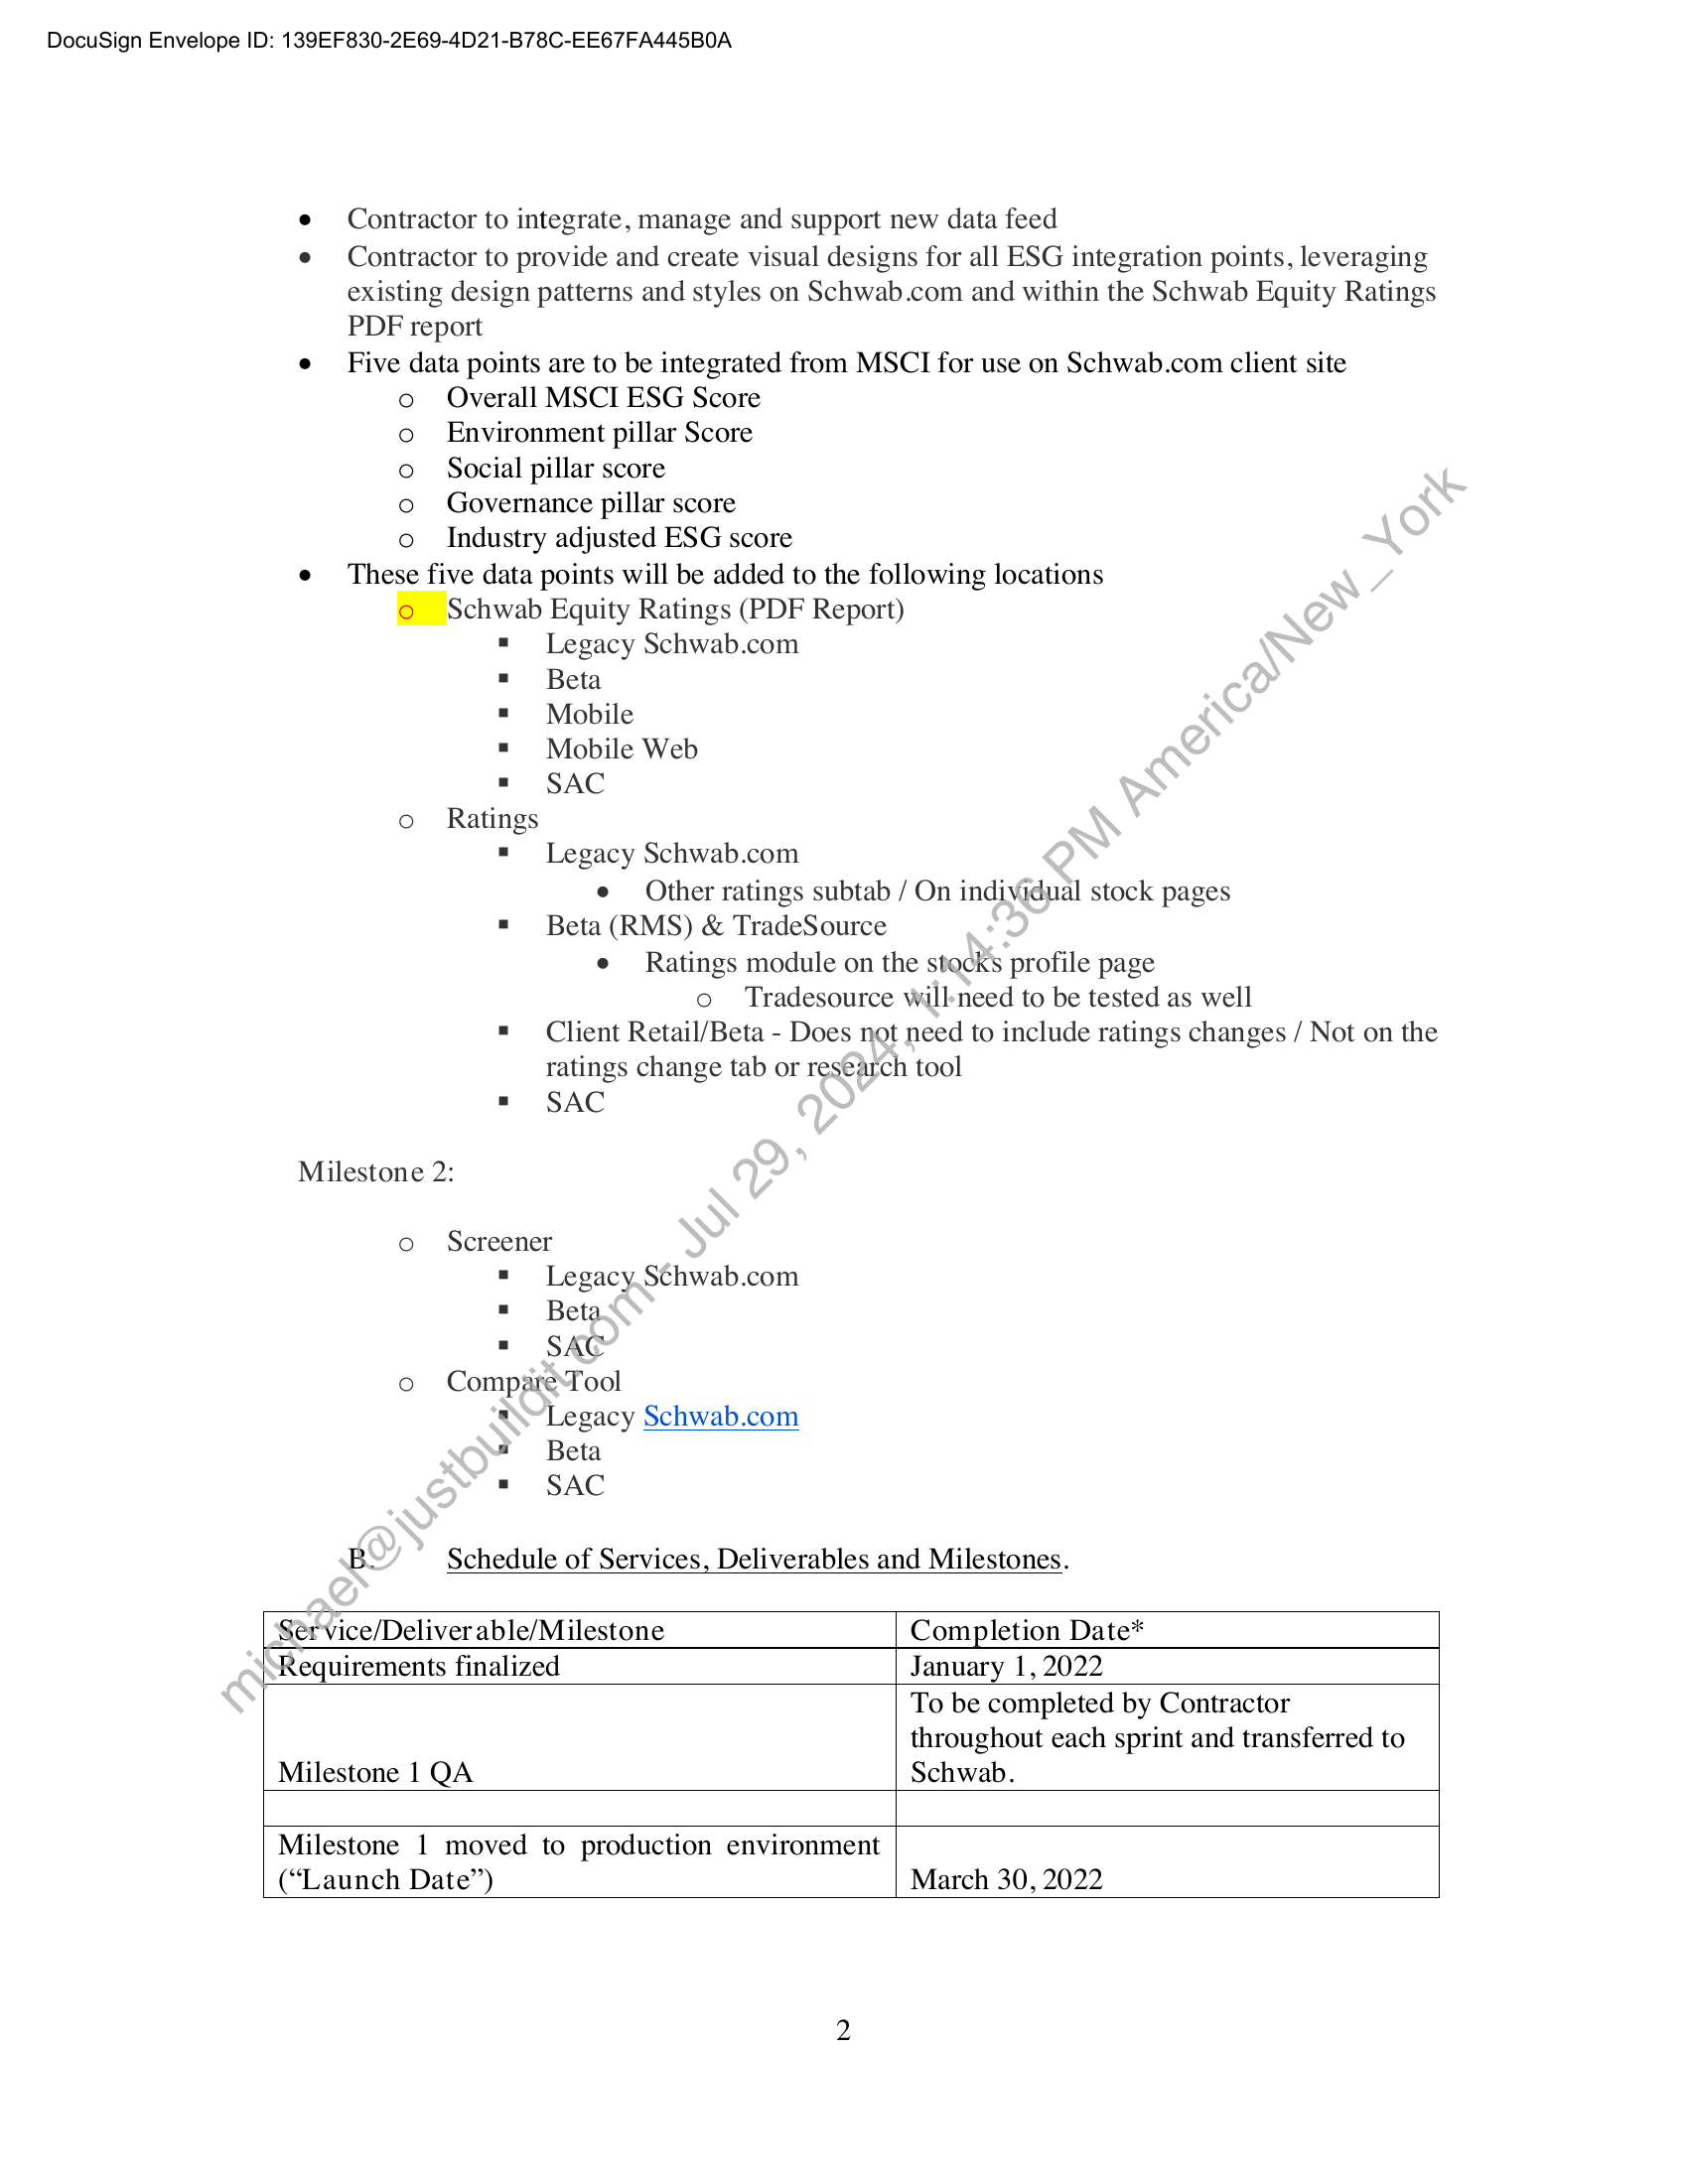 DocuSign Envelope ID: 139EF830-2E69-4D21-B78C-EE67FA445B0A
• Contractor to integrate, manage and support new data feed
• Contractor to provide and create visual designs for all ESG integration points, leveraging
existing design patterns and styles on Schwab.com and within the Schwab Equity Ratings
PDF report
• Five data points are to be integrated from MSCI for use on Schwab.com client site
o Overall MSCI ESG Score
o Environment pillar Score
o Social pillar score
o Governance pillar score
o Industry adjusted ESG score
• These five data points will be added to the following locations
o Schwab Equity Ratings (PDF Report)
▪ Legacy Schwab.com
▪ Beta
▪ Mobile
▪ Mobile Web
▪ SAC
o Ratings
▪ Legacy Schwab.com
• Other ratings subtab / On individual stock pages
▪ Beta (RMS) & TradeSource
• Ratings module on the stocks profile page
o Tradesource will need to be tested as well
▪ Client Retail/Beta - Does not need to include ratings changes / Not on the
ratings change tab or research tool
▪ SAC
Milestone 2:
o Screener
▪ Legacy Schwab.com
▪ Beta
▪ SAC
o Compare Tool
▪ Legacy Schwab.com
▪ Beta
▪ SAC
B. Schedule of Services, Deliverables and Milestones.
Service/Deliverable/Milestone Completion Date*
Requirements finalized January 1, 2022
To be completed by Contractor
throughout each sprint and transferred to
Milestone 1 QA Schwab.
Milestone 1 moved to production environment
(“Launch Date”) March 30, 2022
2
michael@justbuildit.com - Jul 29, 2024, 1:14:36 PM America/New_York